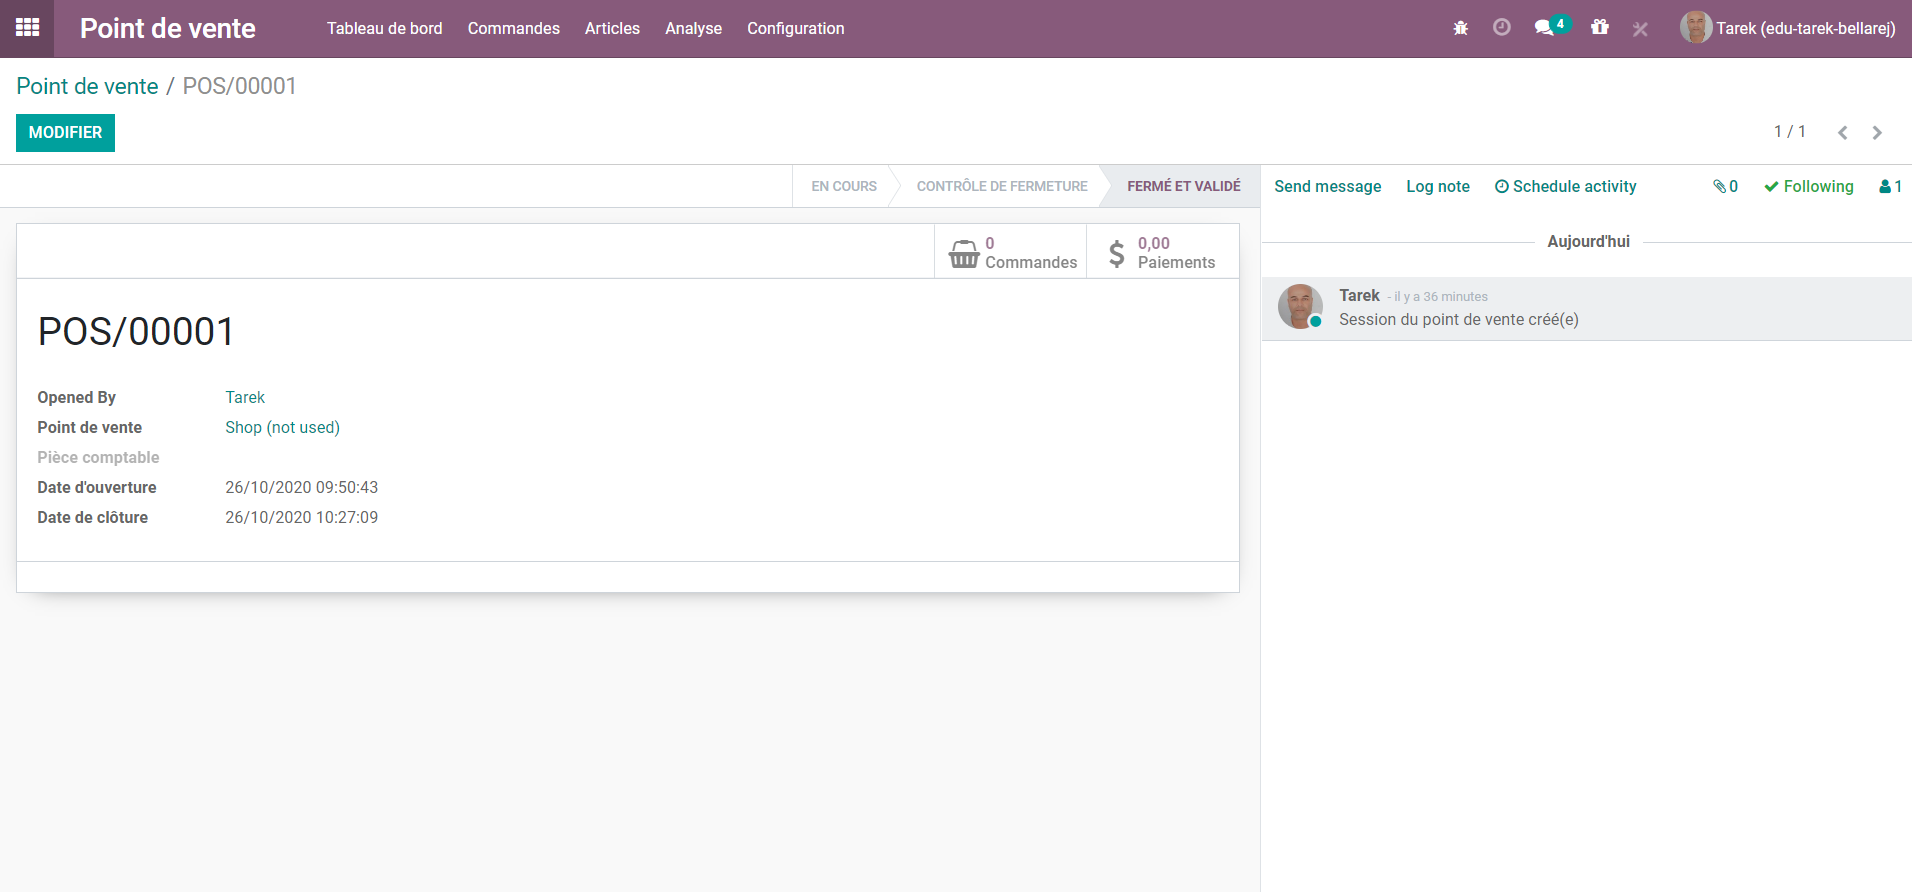 Point de vente Tableau de bord Commandes Articles Analyse Configuration 4 Tarek (edu-tarek-bellarej)
Point de vente / POS/00001
MODIFIER
1 / 1
EN COURS CONTRÔLE DE FERMETURE FERMÉ ET VALIDÉ
Send message Log note Schedule activity 0 Following 1
0
Commandes
0,00
Paiements
POS/00001
Opened By Tarek
Point de vente Shop (not used)
Pièce comptable
Date d'ouverture 26/10/2020 09:50:43
Date de clôture 26/10/2020 10:27:09
Aujourd'hui
Tarek - il y a 36 minutes
Session du point de vente créé(e)